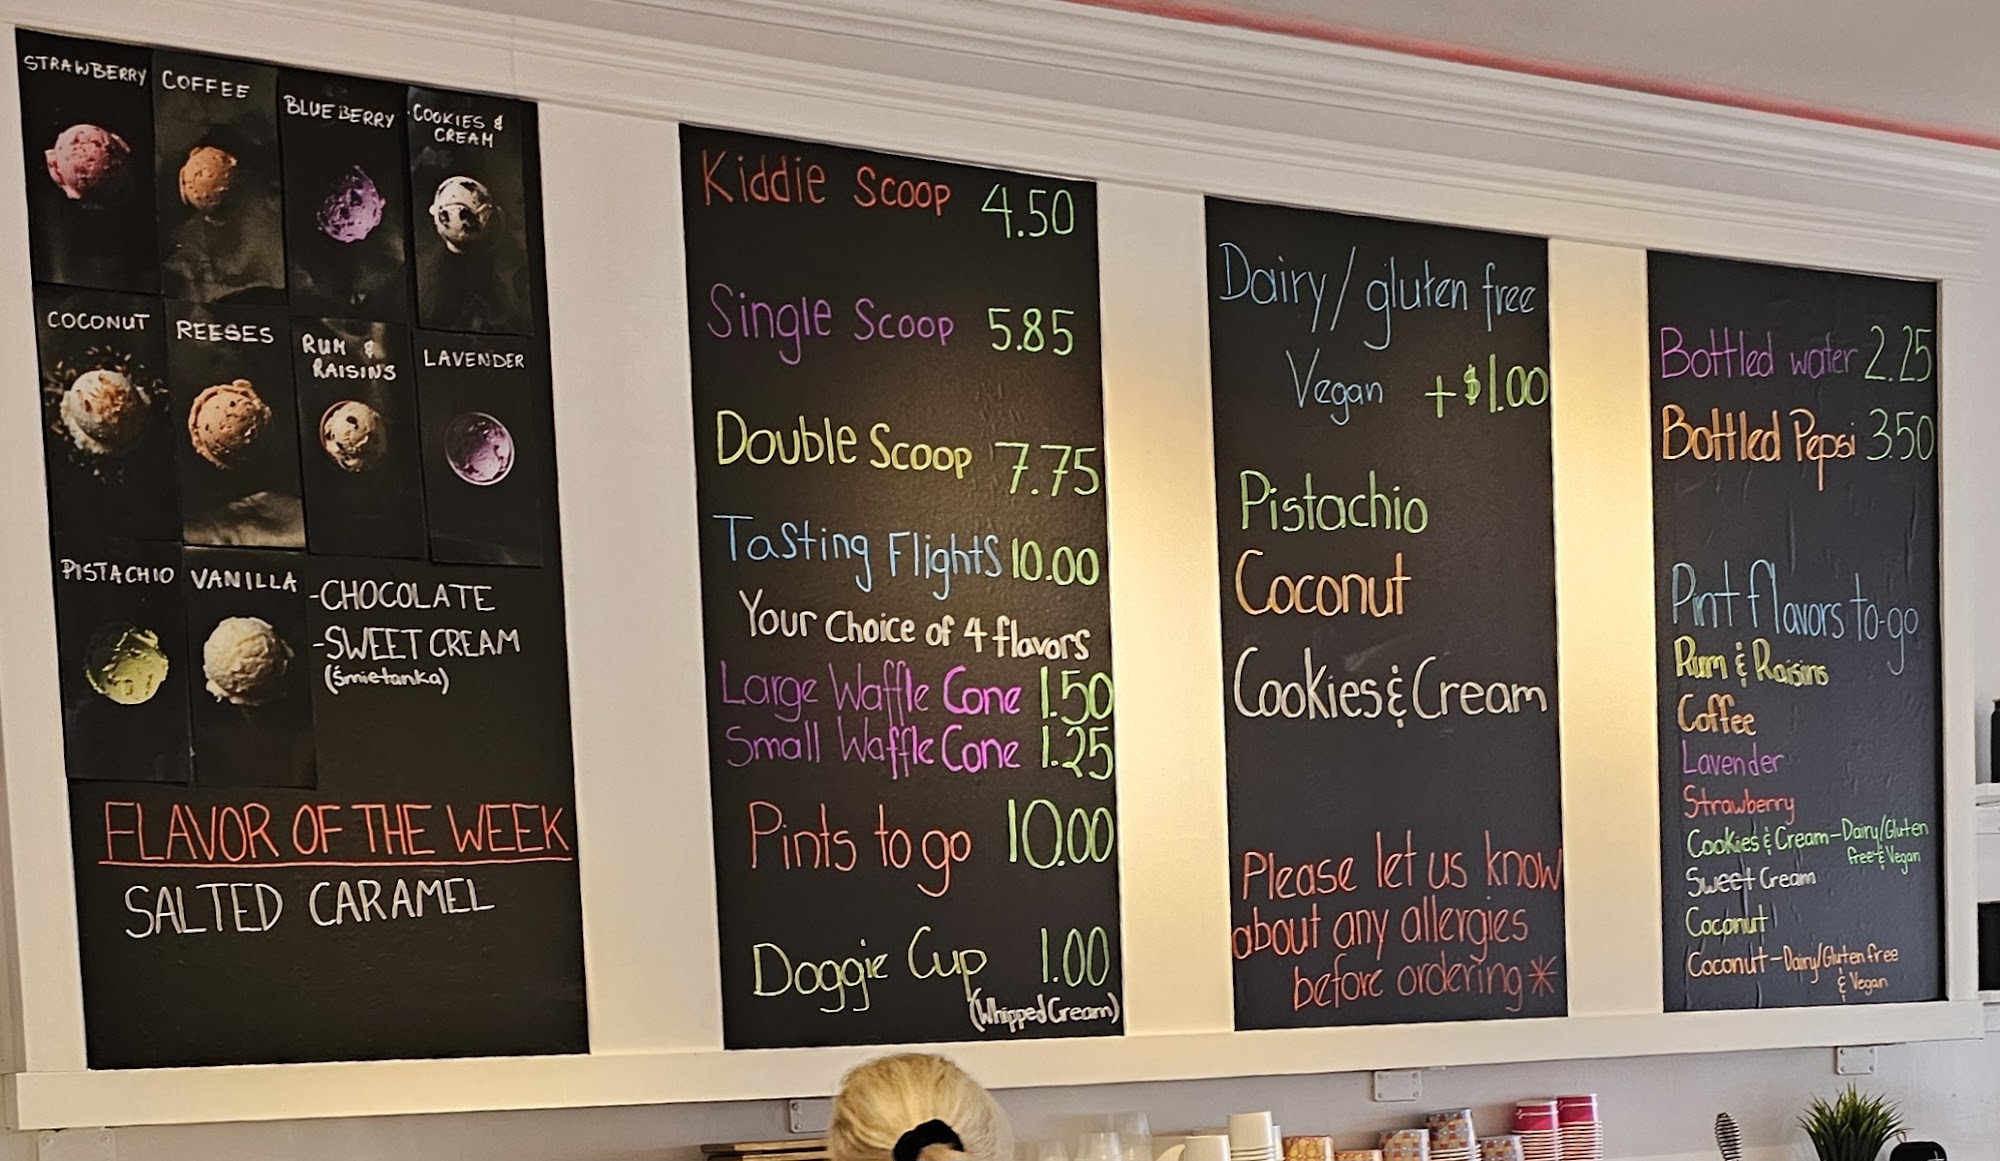 STRAWBERRY
COFFEE
BLUEBERRY
COOKIES &
CREAM
COCONUT
REESES
RUM &
RAISINS
LAVENDER
PISTACHIO
VANILLA
-CHOCOLATE
-SWEET CREAM
(śmietanka)
FLAVOR OF THE WEEK
SALTED CARAMEL
Kiddie Scoop 4.50
Single Scoop 5.85
Double Scoop 7.75
Tasting Flights 10.00
Your choice of 4 flavors
Large Waffle Cone 1.50
Small Waffle Cone 1.25
Pints to go 10.00
Doggie Cup 1.00
(Whipped Cream)
Dairy/gluten free
Vegan +$1.00
Pistachio
Coconut
Cookies & Cream
Please let us know
about any allergies
before ordering*
Bottled water 2.25
Bottled Pepsi 3.50
Pint flavors to-go
Rum & Raisins
Coffee
Lavender
Strawberry
Cookies & Cream-Dairy/Gluten
free & Vegan
Sweet Cream
Coconut
Coconut-Dairy/Gluten free
& Vegan